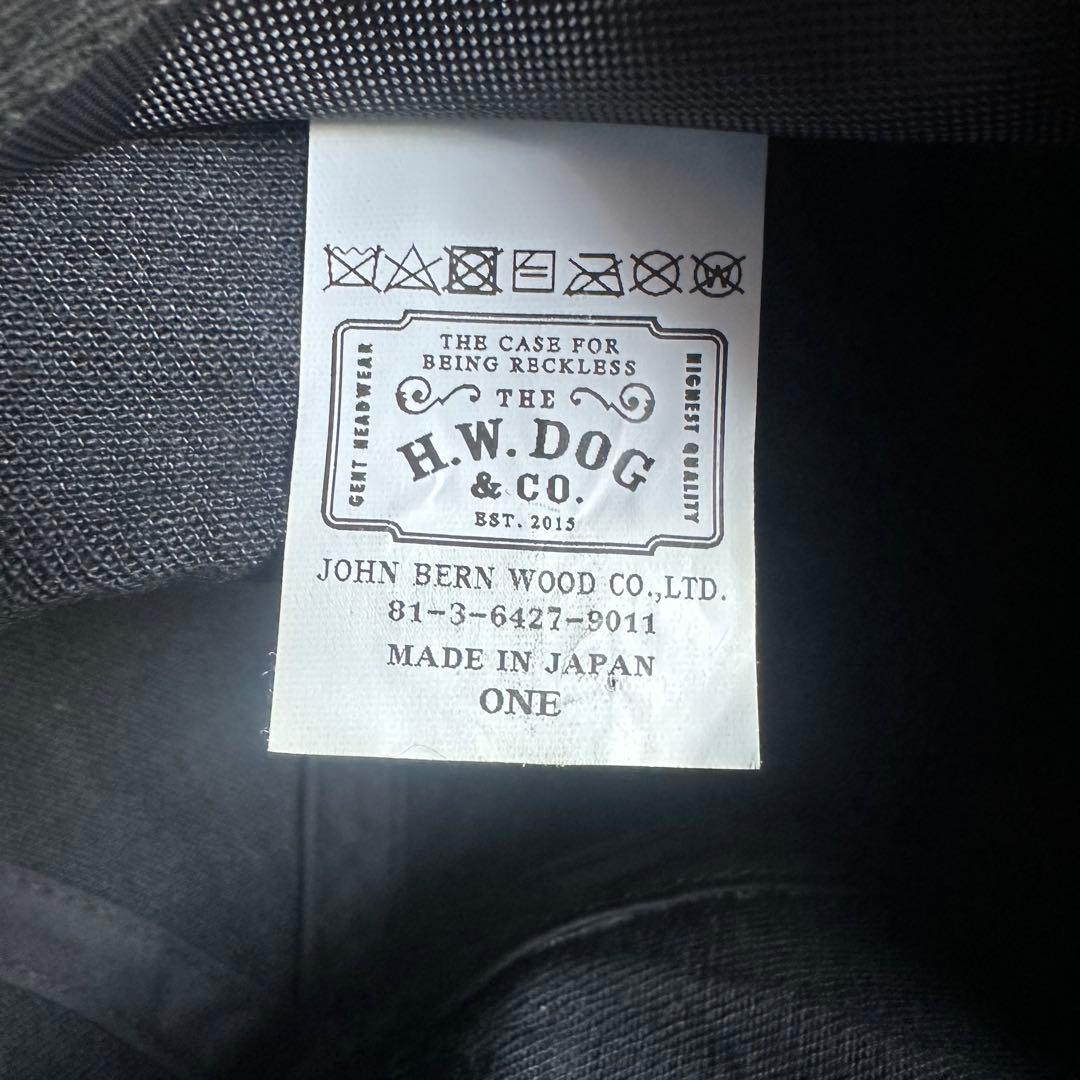 THE CASE FOR
BEING RECKLESS
GENT HEADWEAR
THE
H.W.DOG
& CO.
EST. 2015
HIGHEST QUALITY
JOHN BERN WOOD CO.,LTD.
81-3-6427-9011
MADE IN JAPAN
ONE